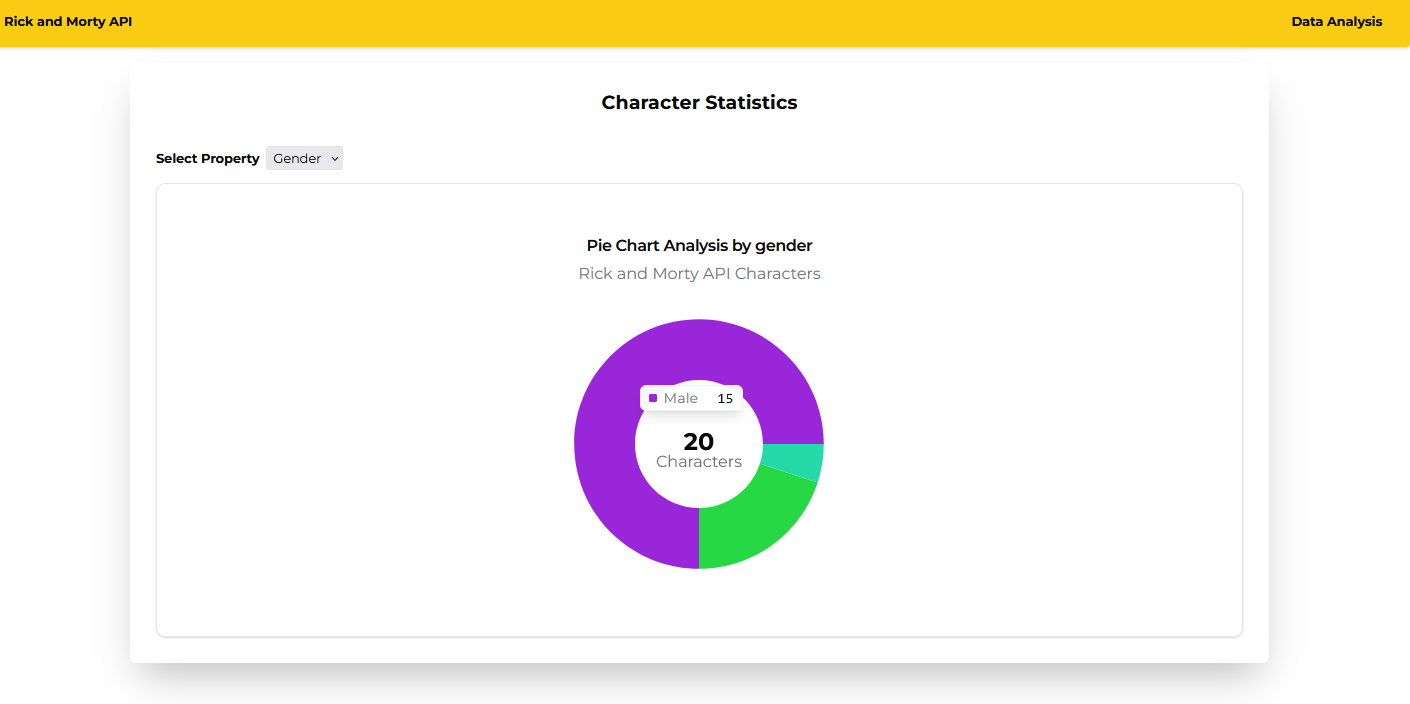 Rick and Morty API
Data Analysis
Character Statistics
Select Property Gender
Pie Chart Analysis by gender
Rick and Morty API Characters
Male 15
20
Characters